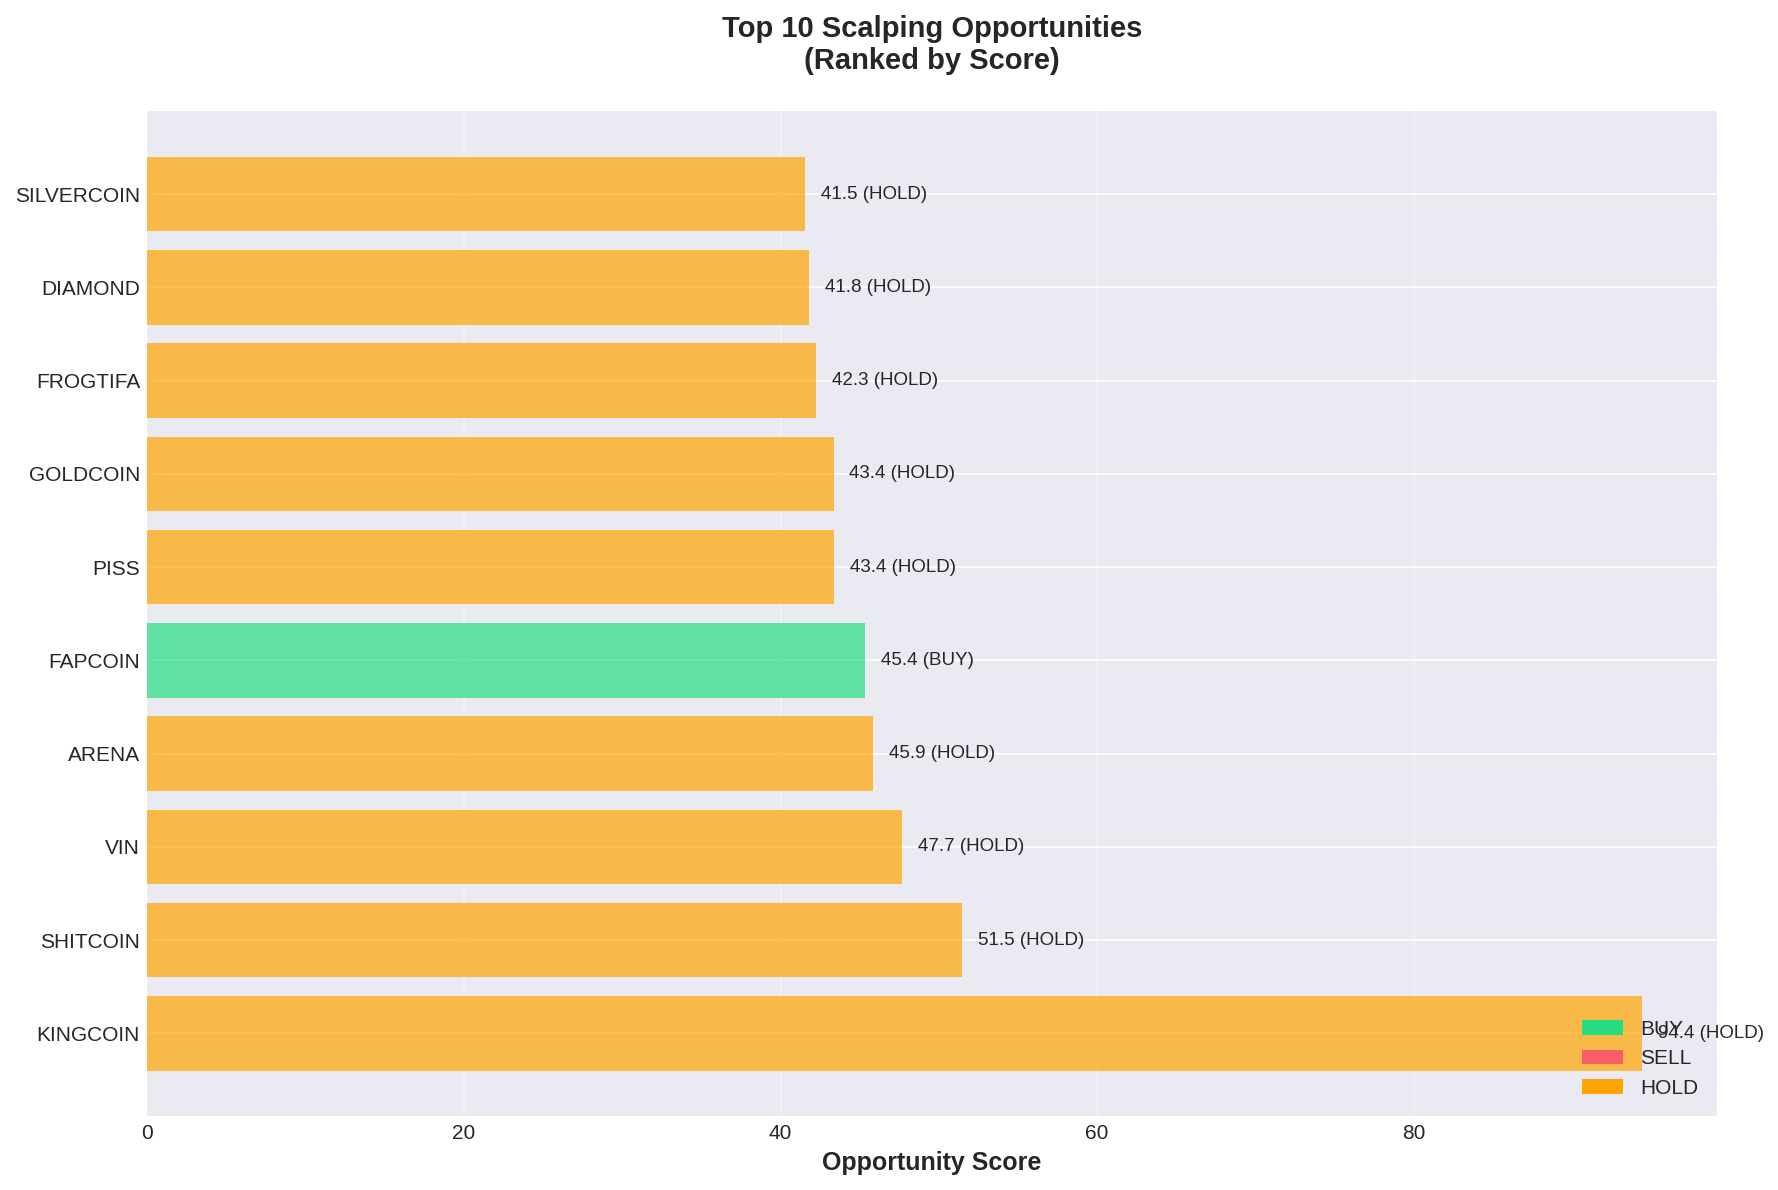 Top 10 Scalping Opportunities
(Ranked by Score)
SILVERCOIN
41.5 (HOLD)
DIAMOND
41.8 (HOLD)
FROGTIFA
42.3 (HOLD)
GOLDCOIN
43.4 (HOLD)
PISS
43.4 (HOLD)
FAPCOIN
45.4 (BUY)
ARENA
45.9 (HOLD)
VIN
47.7 (HOLD)
SHITCOIN
51.5 (HOLD)
KINGCOIN
94.4 (HOLD)
BUY
SELL
HOLD
0 20 40 60 80
Opportunity Score